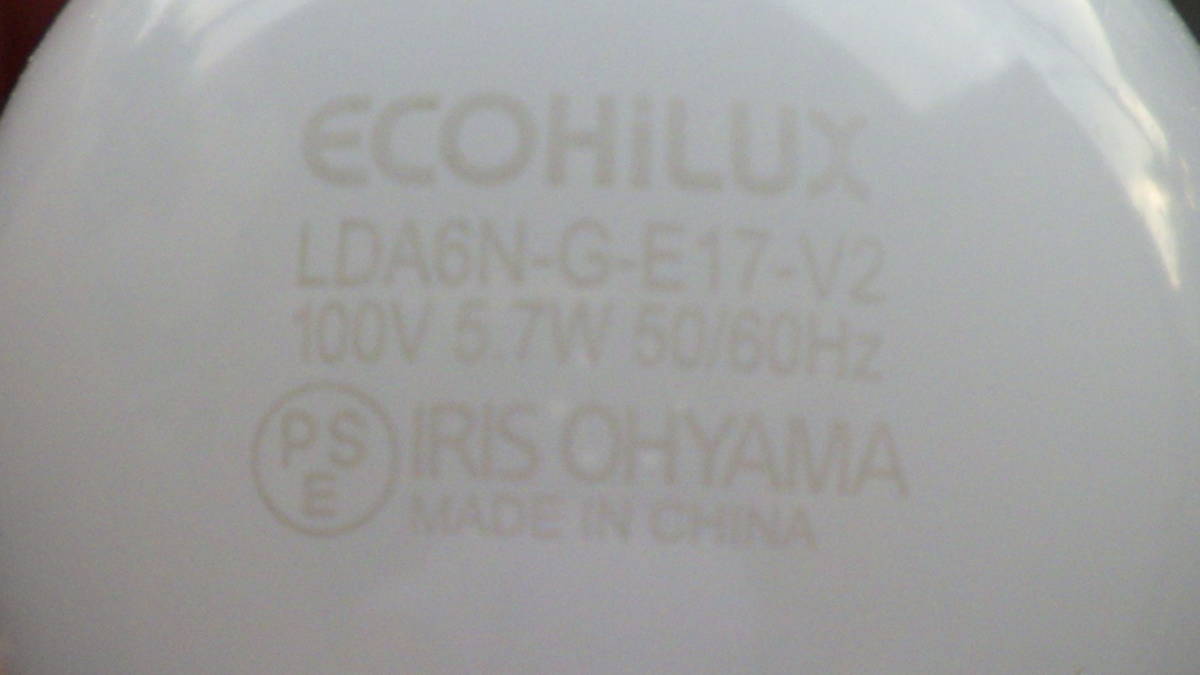 ECOHiLUX
LDA6N-G-E17-V2
100V 5.7W 50/60Hz
PS
E
IRIS OHYAMA
MADE IN CHINA